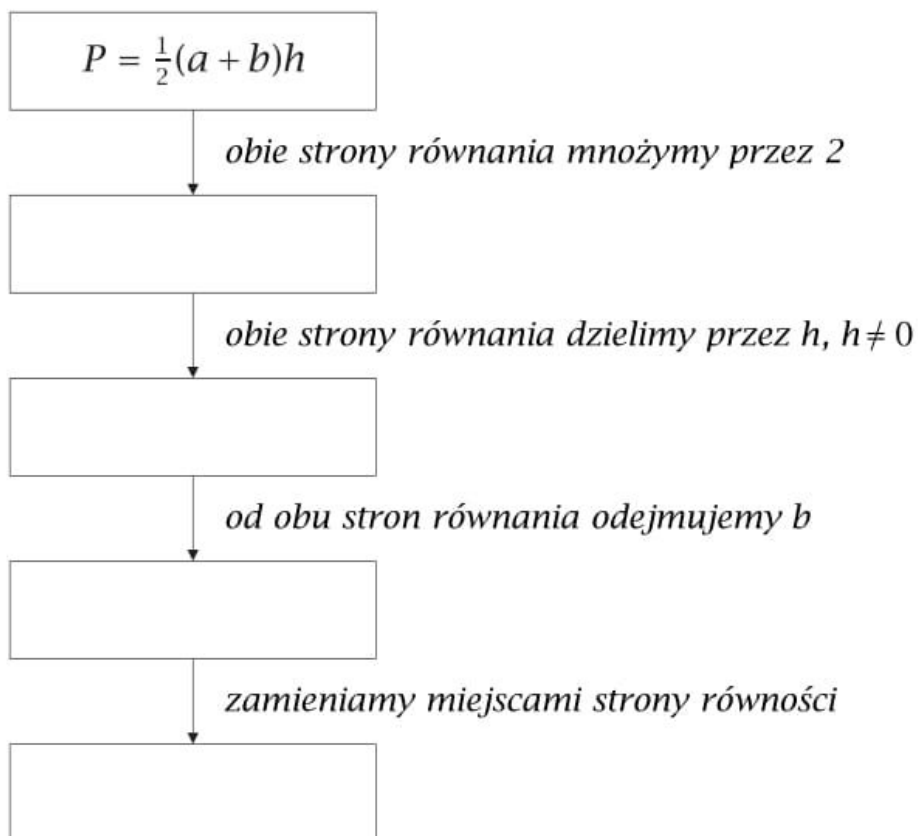 P = ½(a + b)h
obie strony równania mnożymy przez 2
obie strony równania dzielimy przez h, h ≠ 0
od obu stron równania odejmujemy b
zamieniamy miejscami strony równości